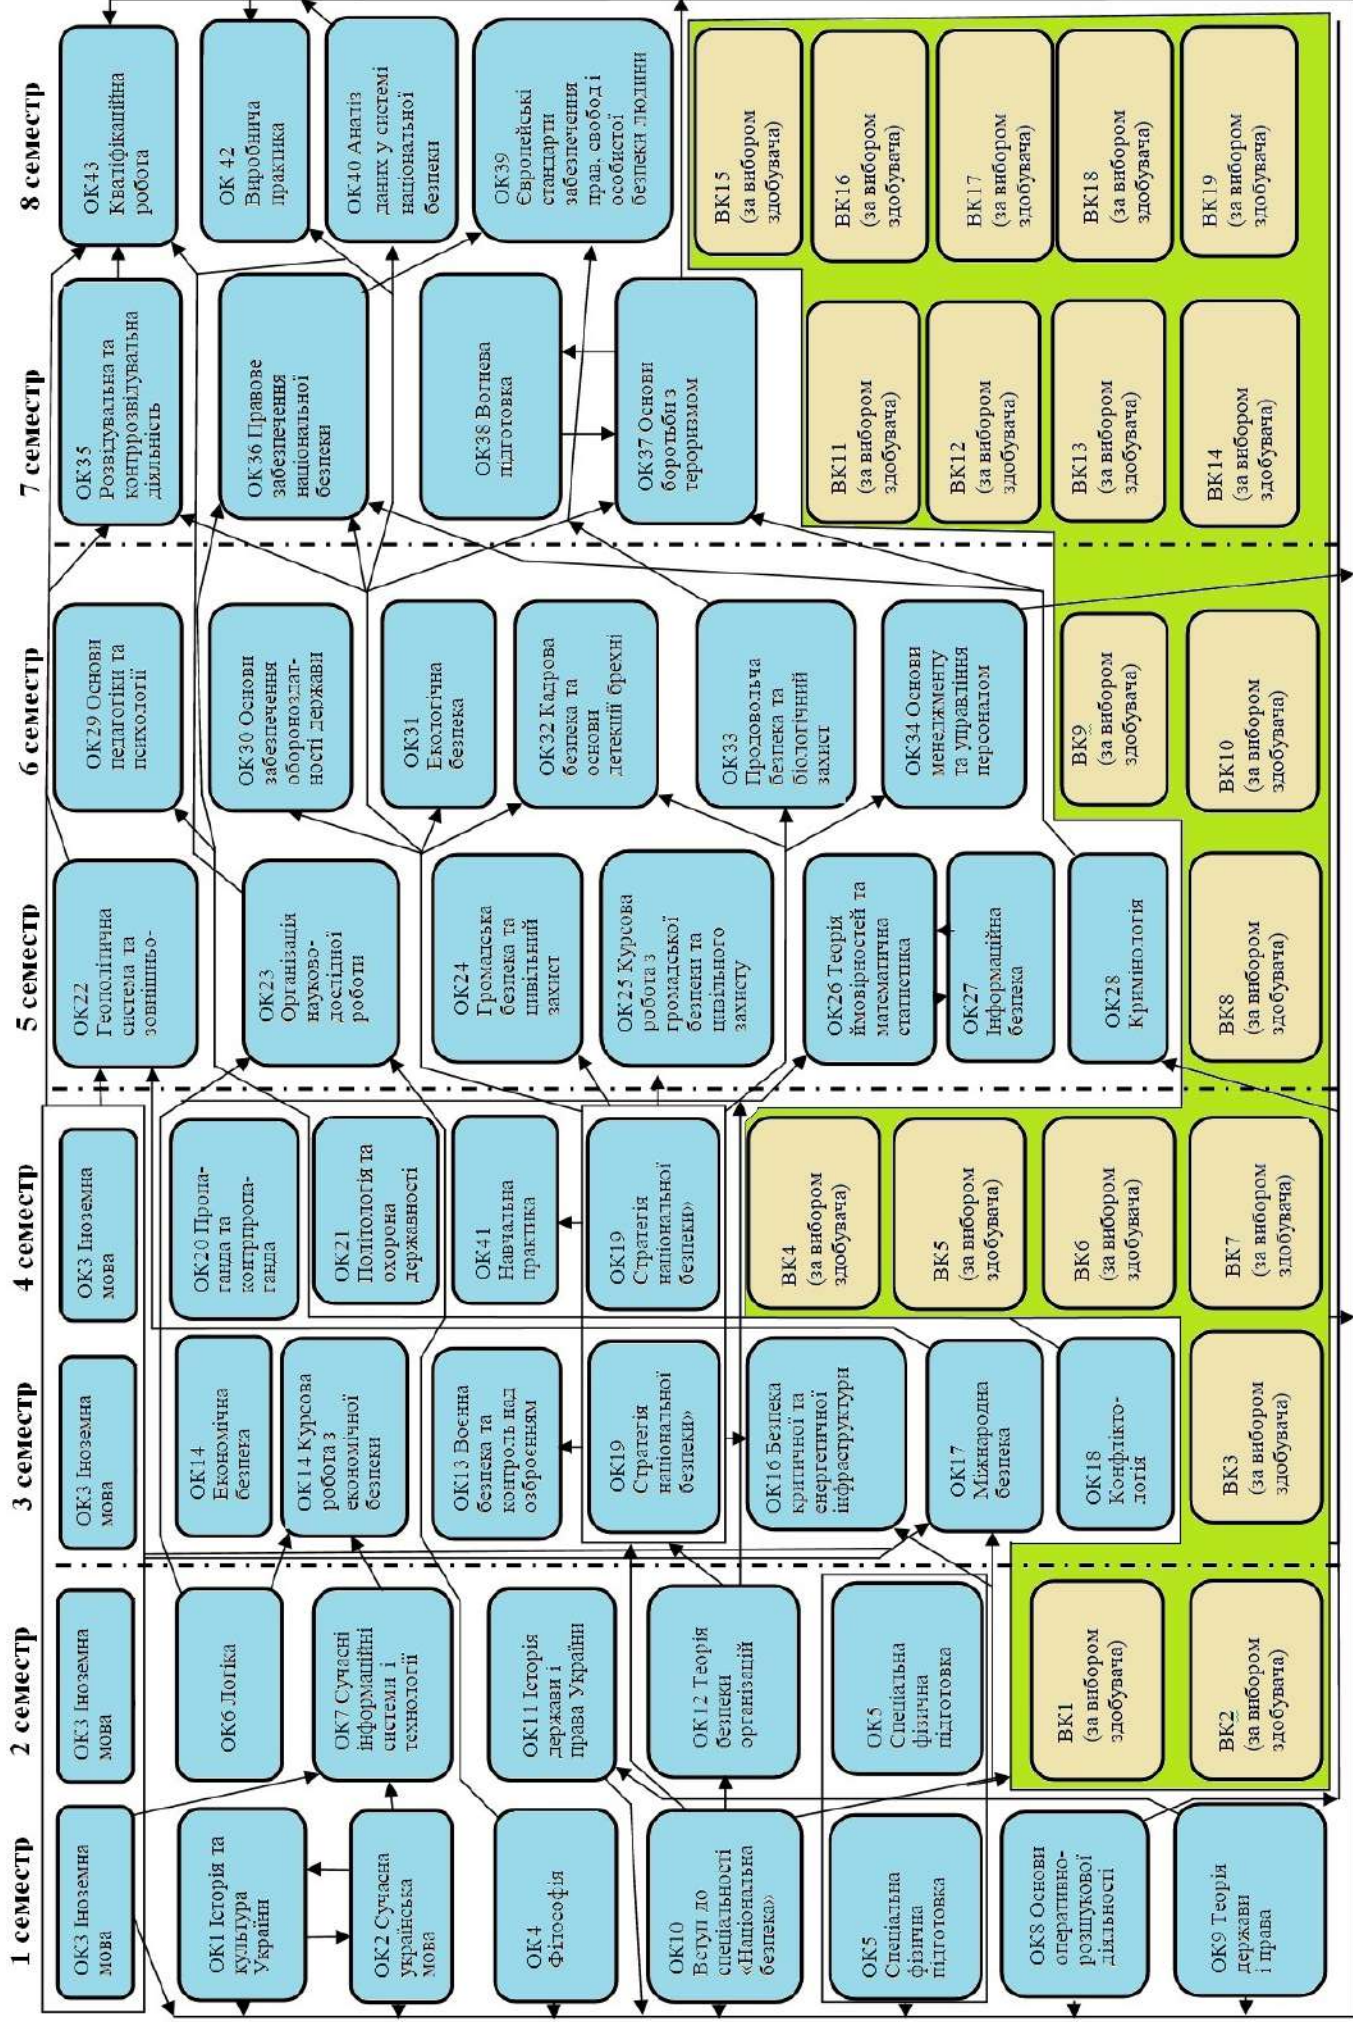 1 семестр
2 семестр
3 семестр
4 семестр
5 семестр
6 семестр
7 семестр
8 семестр
ОК3 Іноземна
мова
ОК1 Історія та
культура
України
ОК2 Сучасна
українська
мова
ОК4
Філософія
ОК10
Вступ до
спеціальності
«Національна
безпека»
ОК5
Спеціальна
фізична
підготовка
ОК8 Основи
оперативно-
розшукової
діяльності
ОК9 Теорія
держави
і права
ОК3 Іноземна
мова
ОК6 Логіка
ОК7 Сучасні
інформаційні
системи і
технології
ОК11 Історія
держави і
права України
ОК12 Теорія
безпеки
організацій
ОК5
Спеціальна
фізична
підготовка
ВК1
(за вибором
здобувача)
ВК2
(за вибором
здобувача)
ОК3 Іноземна
мова
ОК14
Економічна
безпека
ОК14 Курсова
робота з
економічної
безпеки
ОК13 Воєнна
безпека та
контроль над
озброєнням
ОК19
Стратегія
національної
безпеки»
ОК16 Безпека
критичної та
енергетичної
інфраструктури
ОК17
Міжнародна
безпека
ОК18
Конфлікто-
логія
ВК3
(за вибором
здобувача)
ОК3 Іноземна
мова
ОК20 Пропа-
ганда та
контрпропа-
ганда
ОК21
Політологія та
охорона
державності
ОК41
Навчальна
практика
ОК19
Стратегія
національної
безпеки»
ВК4
(за вибором
здобувача)
ВК5
(за вибором
здобувача)
ВК6
(за вибором
здобувача)
ВК7
(за вибором
здобувача)
ОК22
Геополітична
система та
зовнішньо-
ОК23
Організація
науково-
дослідної
роботи
ОК24
Громадська
безпека та
цивільний
захист
ОК25 Курсова
робота з
громадської
безпеки та
цивільного
захисту
ОК26 Теорія
ймовірностей та
математична
статистика
ОК27
Інформаційна
безпека
ОК28
Кримінологія
ВК8
(за вибором
здобувача)
ОК29 Основи
педагогіки та
психології
ОК30 Основи
забезпечення
обороноздат-
ності держави
ОК31
Екологічна
безпека
ОК32 Кадрова
безпека та
основи
детекції брехні
ОК33
Продовольча
безпека та
біологічний
захист
ОК34 Основи
менеджменту
та управління
персоналом
ВК9
(за вибором
здобувача)
ВК10
(за вибором
здобувача)
ОК35
Розвідувальна та
контррозвідувальна
діяльність
ОК36 Правове
забезпечення
національної
безпеки
ОК38 Вогнева
підготовка
ОК37 Основи
боротьби з
тероризмом
ВК11
(за вибором
здобувача)
ВК12
(за вибором
здобувача)
ВК13
(за вибором
здобувача)
ВК14
(за вибором
здобувача)
ОК43
Кваліфікаційна
робота
ОК 42
Виробнича
практика
ОК40 Аналіз
даних у системі
національної
безпеки
ОК39
Європейські
стандарти
забезпечення
прав, свобод і
особистої
безпеки людини
ВК15
(за вибором
здобувача)
ВК16
(за вибором
здобувача)
ВК17
(за вибором
здобувача)
ВК18
(за вибором
здобувача)
ВК19
(за вибором
здобувача)